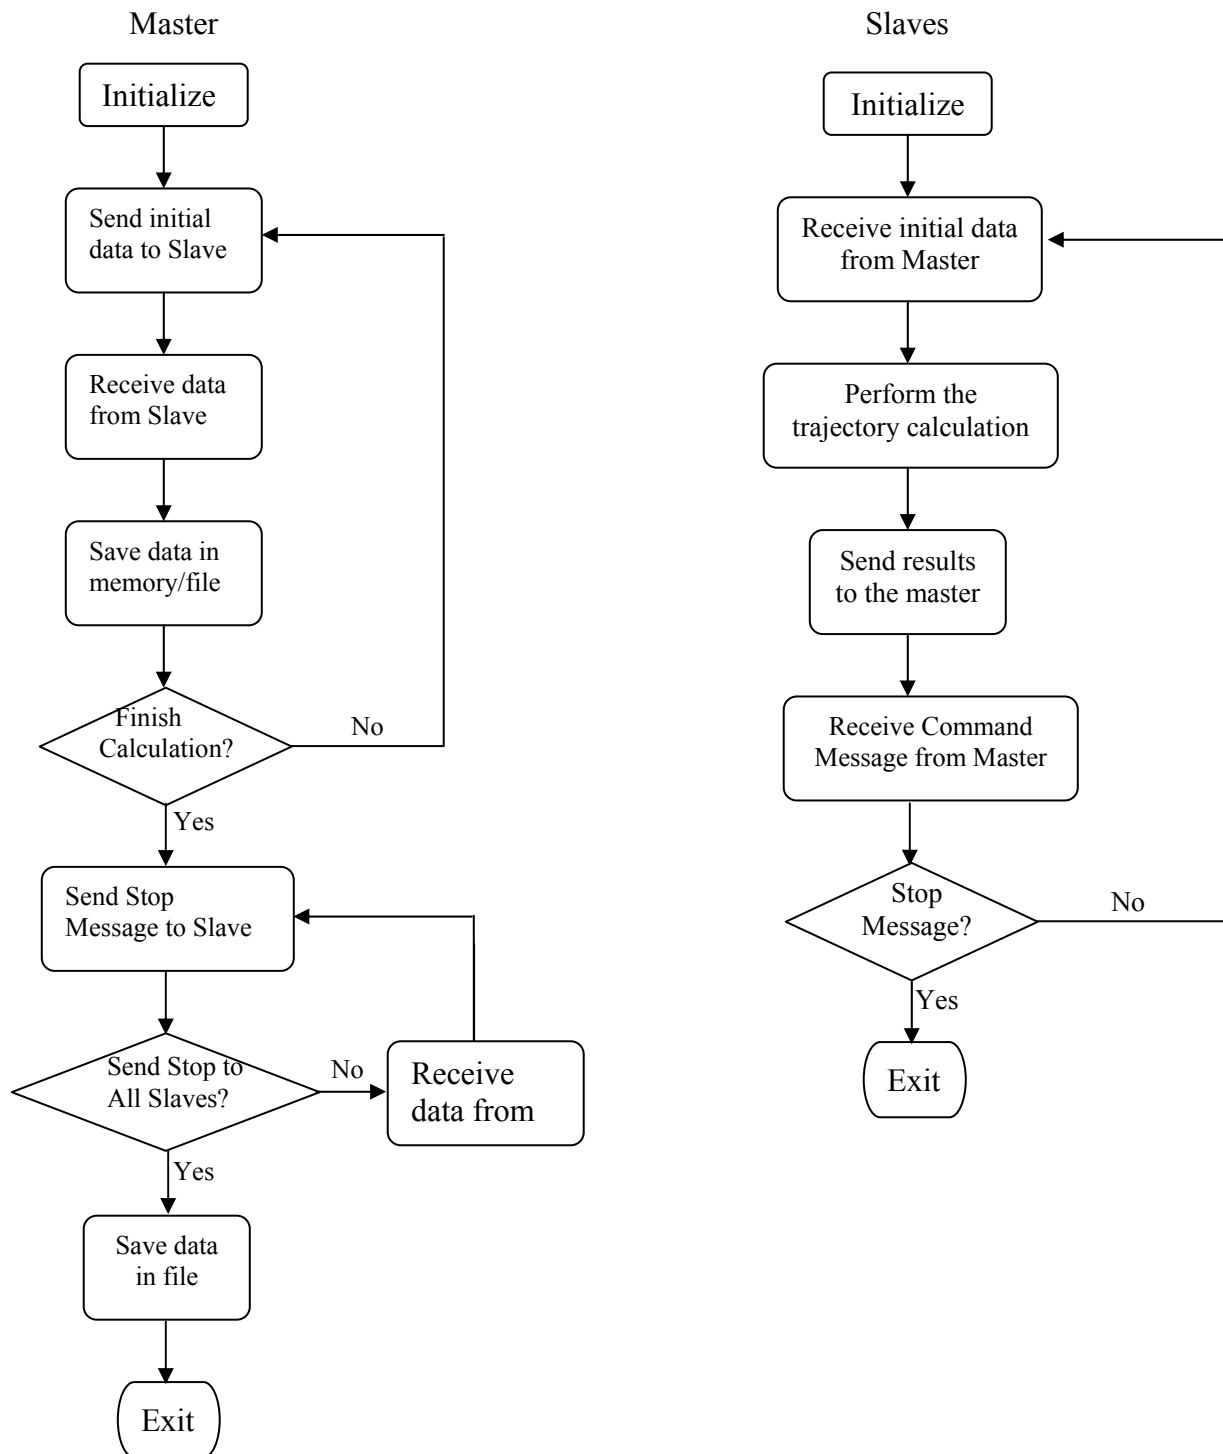 Master
Initialize
Send initial
data to Slave
Receive data
from Slave
Save data in
memory/file
Finish
Calculation?
No
Yes
Send Stop
Message to Slave
Send Stop to
All Slaves?
No
Receive
data from
Yes
Save data
in file
Exit
Slaves
Initialize
Receive initial data
from Master
Perform the
trajectory calculation
Send results
to the master
Receive Command
Message from Master
Stop
Message?
No
Yes
Exit